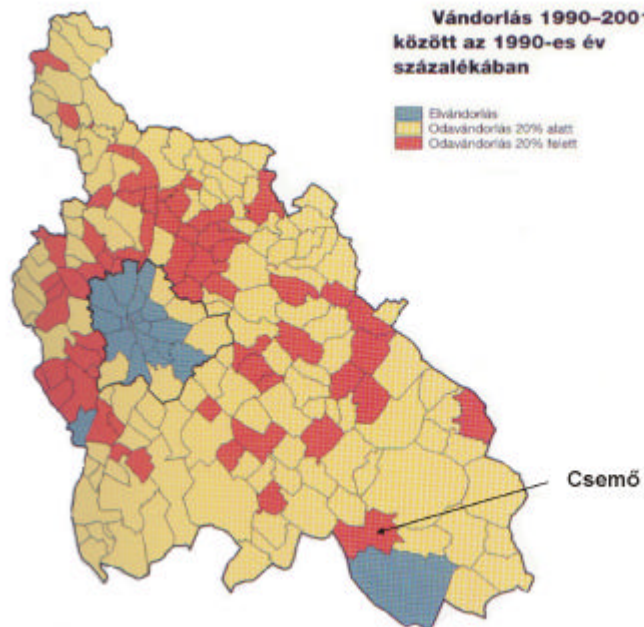 Vándorlás 1990–2001
között az 1990-es év
százalékában
Elvándorlás
Odavándorlás 20% alatt
Odavándorlás 20% felett
Csemő